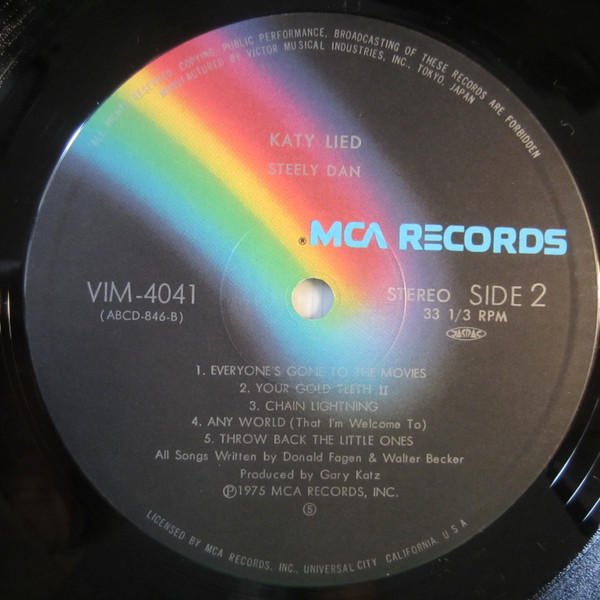 ALL RIGHT RESERVED. COPYING, PUBLIC PERFORMANCE, BROADCASTING OF THESE RECORDS ARE FORBIDDEN
MANUFACTURED BY VICTOR MUSICAL INDUSTRIES, INC., TOKYO, JAPAN
KATY LIED
STEELY DAN
® MCA RECORDS
VIM-4041
(ABCD-846-B)
STEREO SIDE 2
33 1/3 RPM
JASRAC
1. EVERYONE'S GONE TO THE MOVIES
2. YOUR GOLD TEETH II
3. CHAIN LIGHTNING
4. ANY WORLD (That I'm Welcome To)
5. THROW BACK THE LITTLE ONES
All Songs Written by Donald Fagen & Walter Becker
Produced by Gary Katz
Ⓟ1975 MCA RECORDS, INC.
⑤
LICENSED BY MCA RECORDS, INC., UNIVERSAL CITY CALIFORNIA, U.S.A